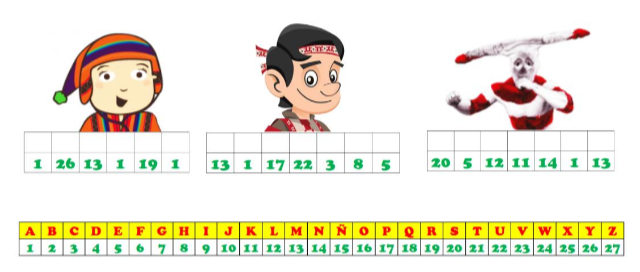 1 26 13 1 19 1
13 1 17 22 3 8 5
20 5 12 11 14 1 13
A B C D E F G H I J K L M N Ñ O P Q R S T U V W X Y Z
1 2 3 4 5 6 7 8 9 10 11 12 13 14 15 16 17 18 19 20 21 22 23 24 25 26 27